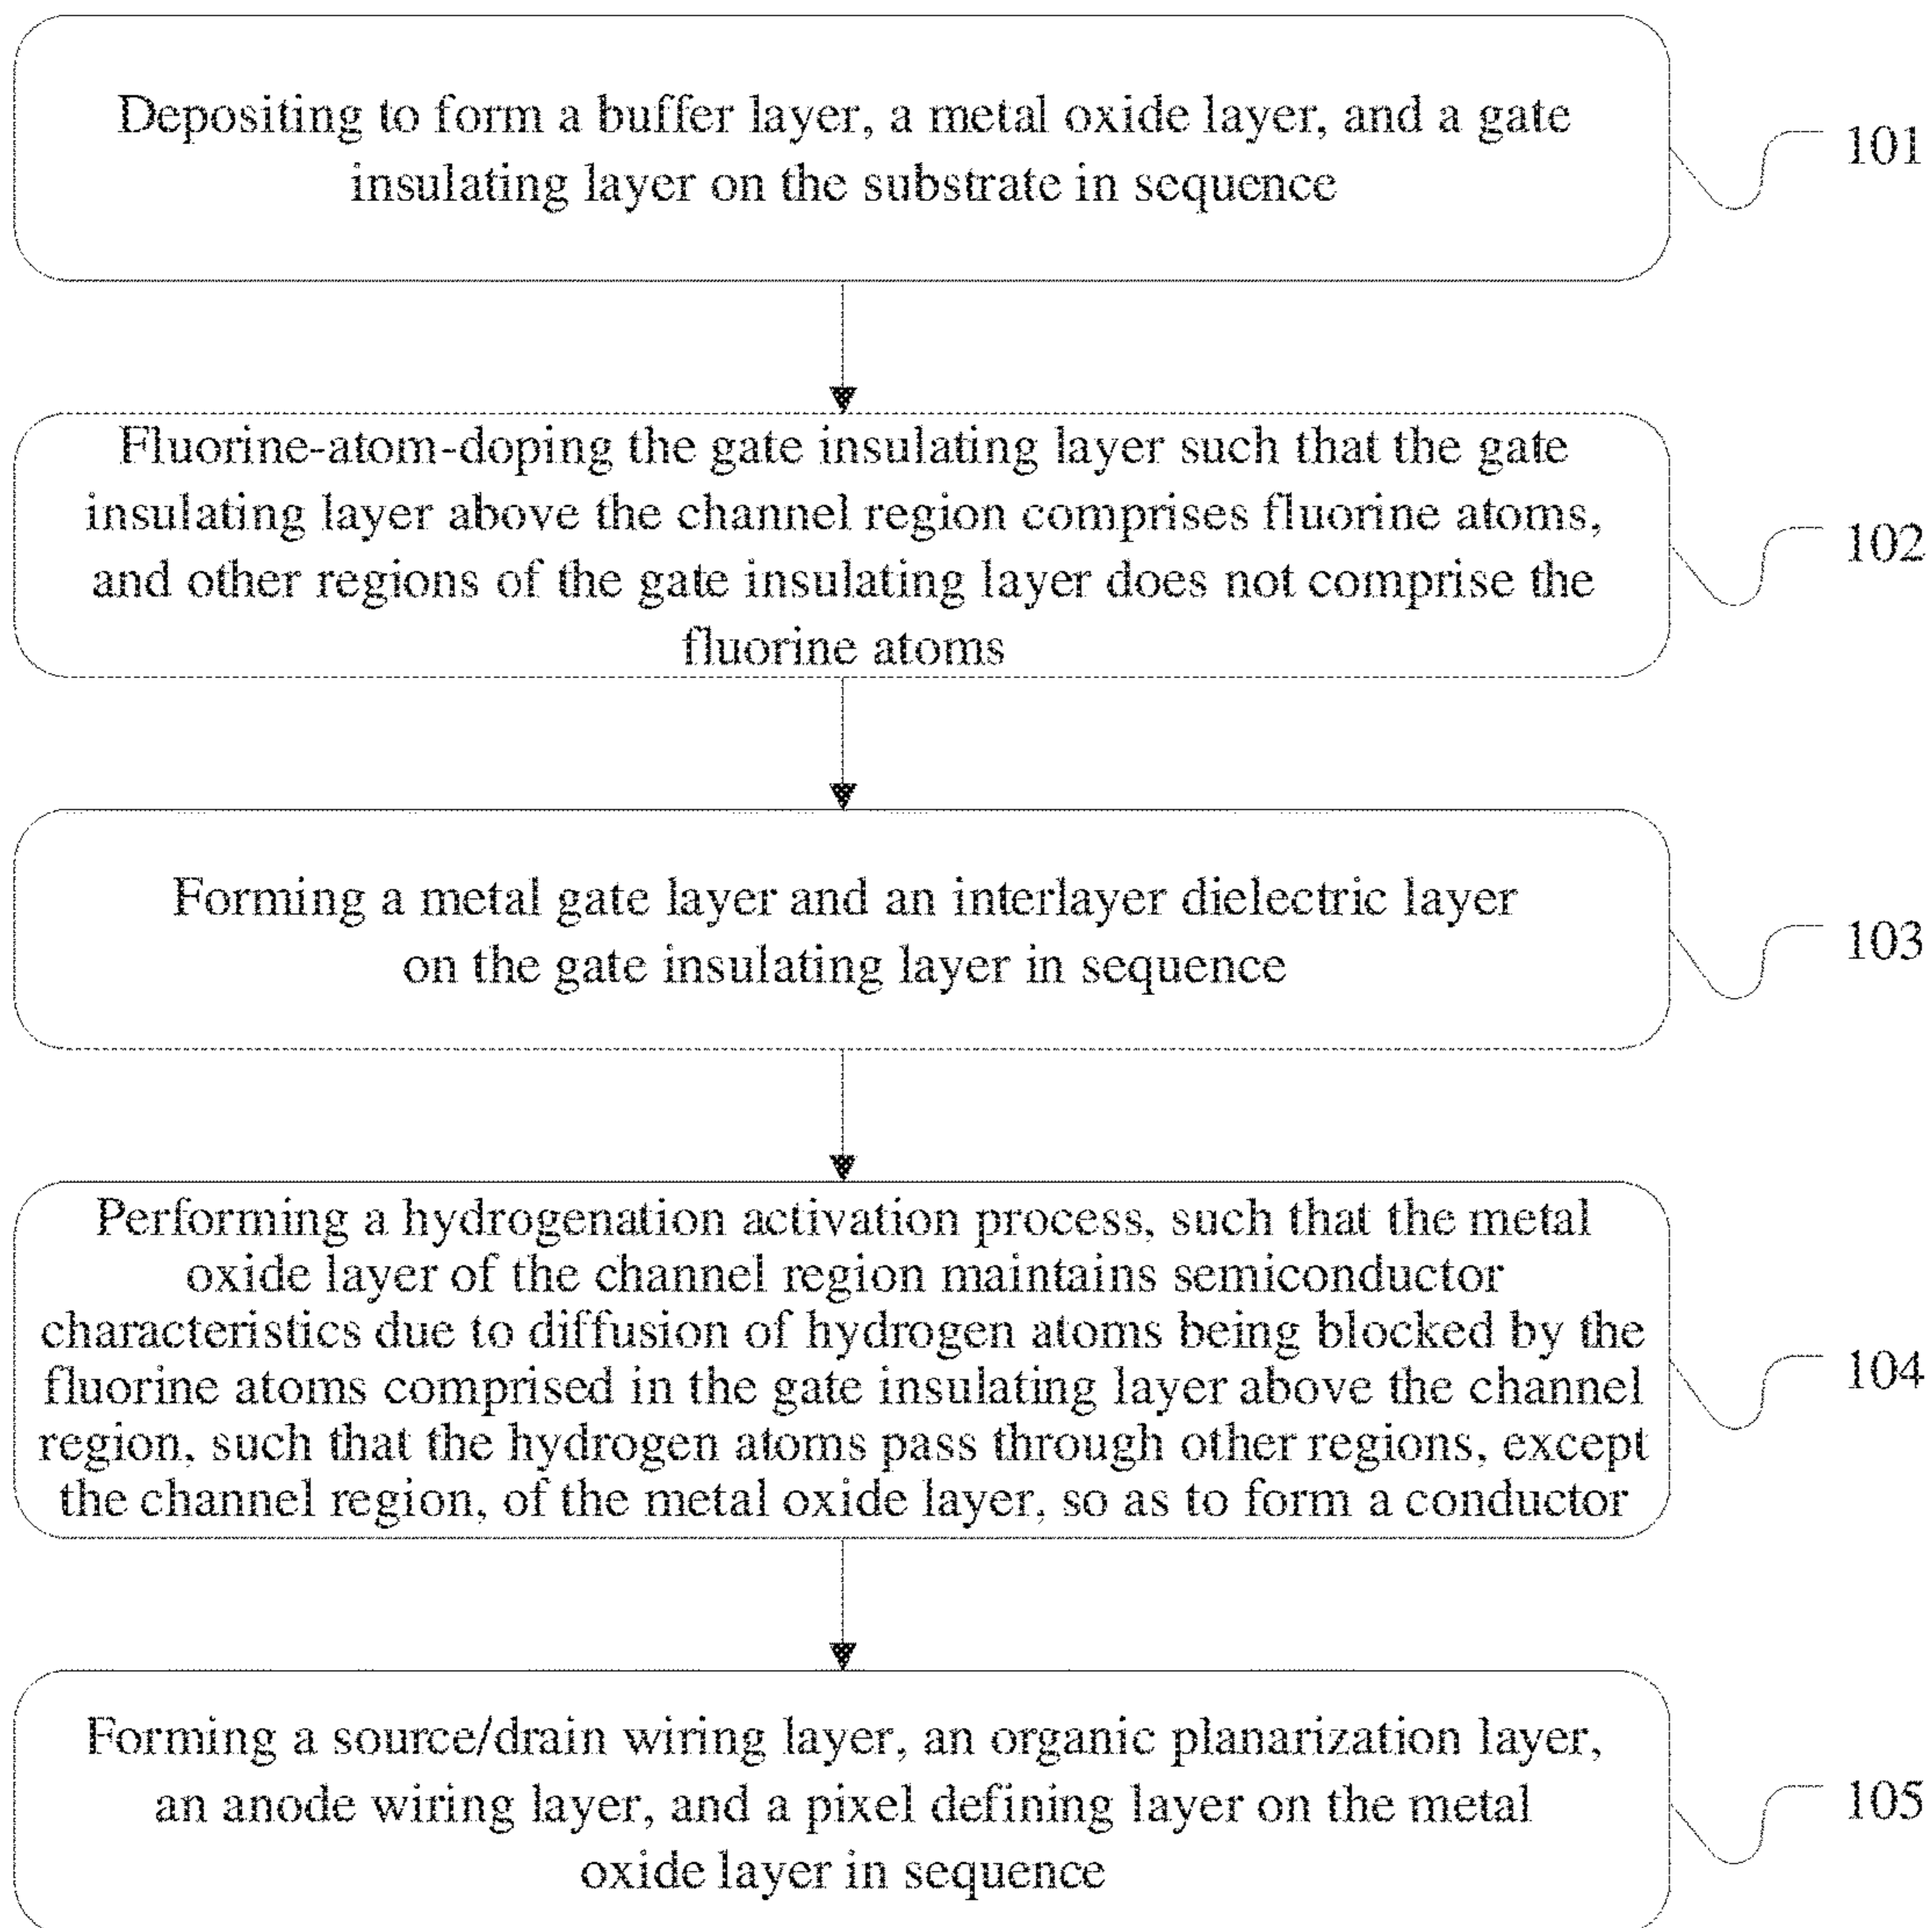 Depositing to form a buffer layer, a metal oxide layer, and a gate
insulating layer on the substrate in sequence
101
Fluorine-atom-doping the gate insulating layer such that the gate
insulating layer above the channel region comprises fluorine atoms,
and other regions of the gate insulating layer does not comprise the
fluorine atoms
102
Forming a metal gate layer and an interlayer dielectric layer
on the gate insulating layer in sequence
103
Performing a hydrogenation activation process, such that the metal
oxide layer of the channel region maintains semiconductor
characteristics due to diffusion of hydrogen atoms being blocked by the
fluorine atoms comprised in the gate insulating layer above the channel
region, such that the hydrogen atoms pass through other regions, except
the channel region, of the metal oxide layer, so as to form a conductor
104
Forming a source/drain wiring layer, an organic planarization layer,
an anode wiring layer, and a pixel defining layer on the metal
oxide layer in sequence
105